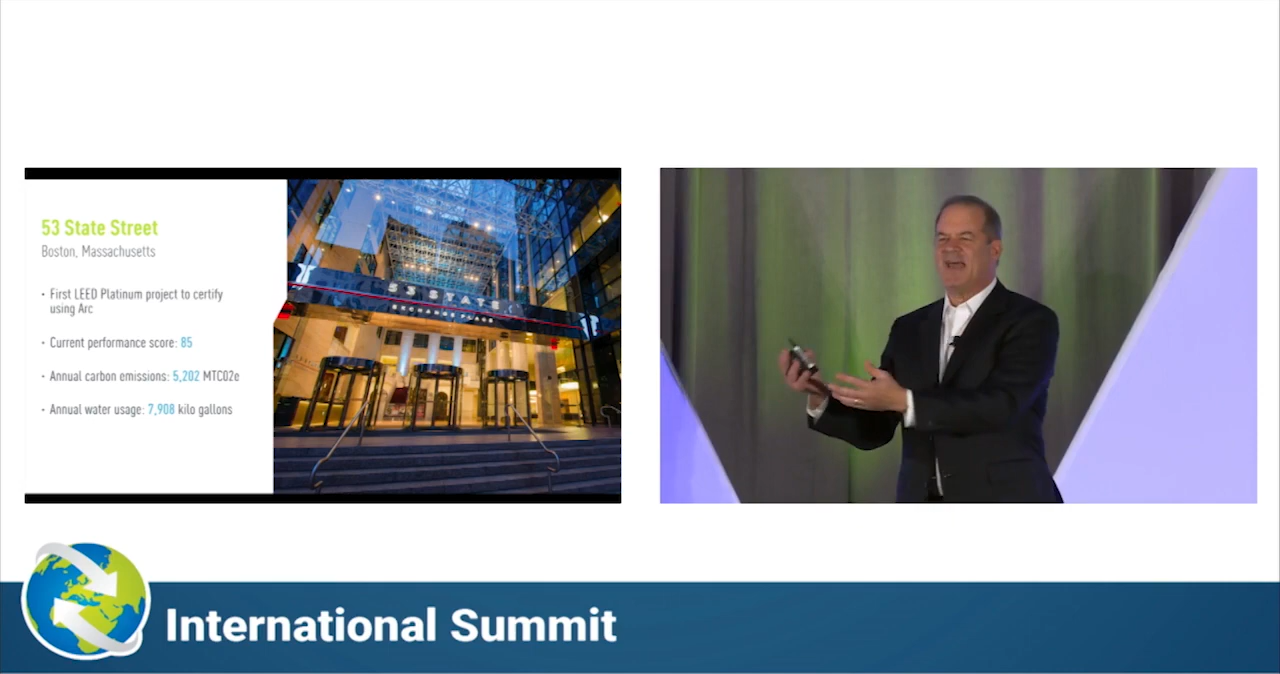 53 State Street
Boston, Massachusetts
• First LEED Platinum project to certify
using Arc
• Current performance score: 85
• Annual carbon emissions: 5,202 MTCO2e
• Annual water usage: 7,908 kilo gallons
53 STATE
EXCHANGE PLACE
International Summit